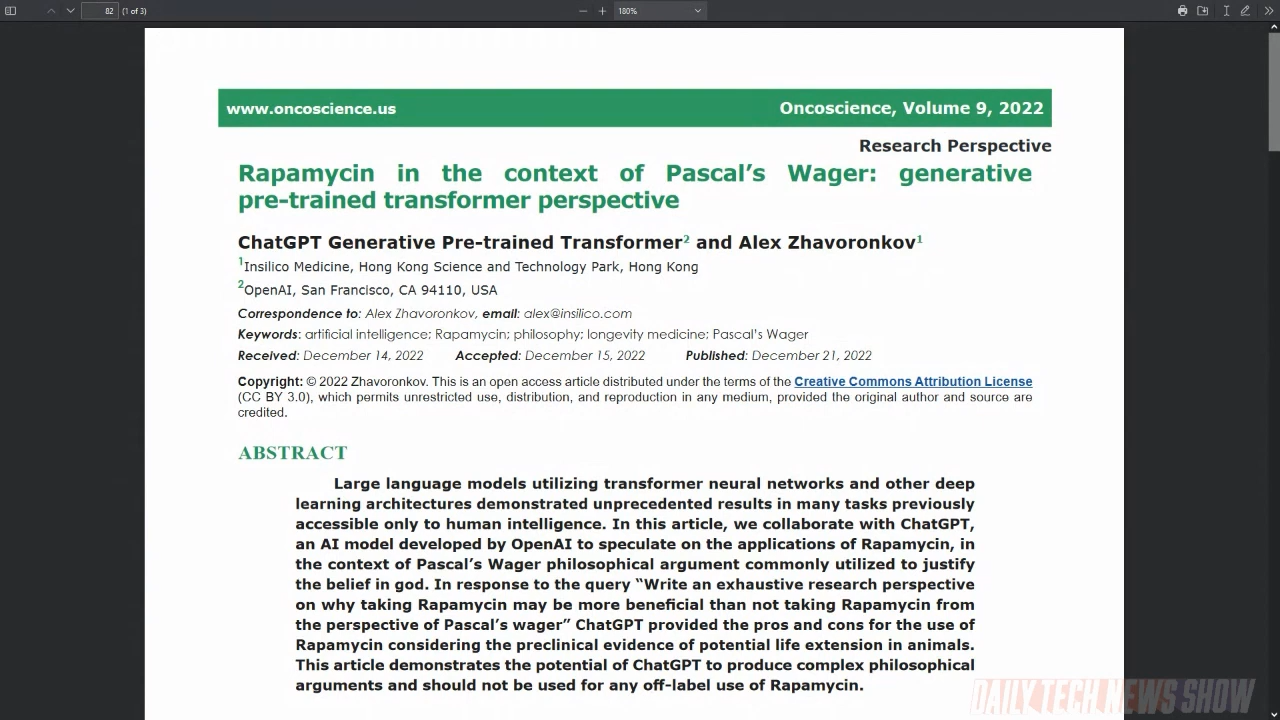 82 (1 of 3) 180%
www.oncoscience.us Oncoscience, Volume 9, 2022
Research Perspective
Rapamycin in the context of Pascal’s Wager: generative
pre-trained transformer perspective
ChatGPT Generative Pre-trained Transformer² and Alex Zhavoronkov¹
¹Insilico Medicine, Hong Kong Science and Technology Park, Hong Kong
²OpenAI, San Francisco, CA 94110, USA
Correspondence to: Alex Zhavoronkov, email: alex@insilico.com
Keywords: artificial intelligence; Rapamycin; philosophy; longevity medicine; Pascal’s Wager
Received: December 14, 2022 Accepted: December 15, 2022 Published: December 21, 2022
Copyright: © 2022 Zhavoronkov. This is an open access article distributed under the terms of the Creative Commons Attribution License
(CC BY 3.0), which permits unrestricted use, distribution, and reproduction in any medium, provided the original author and source are
credited.
ABSTRACT
Large language models utilizing transformer neural networks and other deep
learning architectures demonstrated unprecedented results in many tasks previously
accessible only to human intelligence. In this article, we collaborate with ChatGPT,
an AI model developed by OpenAI to speculate on the applications of Rapamycin, in
the context of Pascal’s Wager philosophical argument commonly utilized to justify
the belief in god. In response to the query “Write an exhaustive research perspective
on why taking Rapamycin may be more beneficial than not taking Rapamycin from
the perspective of Pascal’s wager” ChatGPT provided the pros and cons for the use of
Rapamycin considering the preclinical evidence of potential life extension in animals.
This article demonstrates the potential of ChatGPT to produce complex philosophical
arguments and should not be used for any off-label use of Rapamycin.
DAILY TECH NEWS SHOW